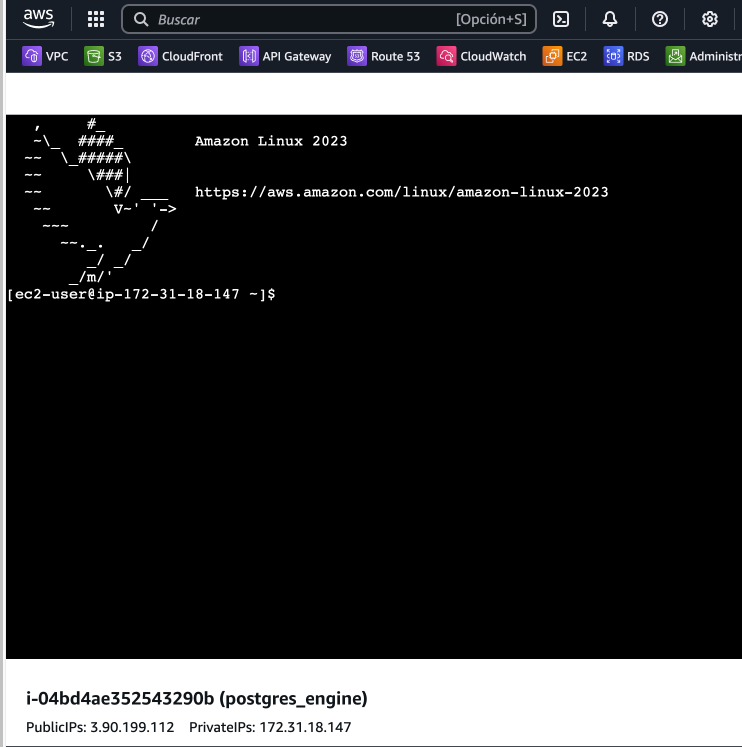 aws Buscar [Opción+S]
VPC S3 CloudFront API Gateway Route 53 CloudWatch EC2 RDS Administr
   ,     #_
   ~\_  ####_        Amazon Linux 2023
  ~~  \_#####\
  ~~     \###|
  ~~       \#/ ___   https://aws.amazon.com/linux/amazon-linux-2023
   ~~       V~' '->
    ~~~         /
      ~~._.   _/
         _/ _/
       _/m/'
[ec2-user@ip-172-31-18-147 ~]$
i-04bd4ae352543290b (postgres_engine)
PublicIPs: 3.90.199.112 PrivateIPs: 172.31.18.147